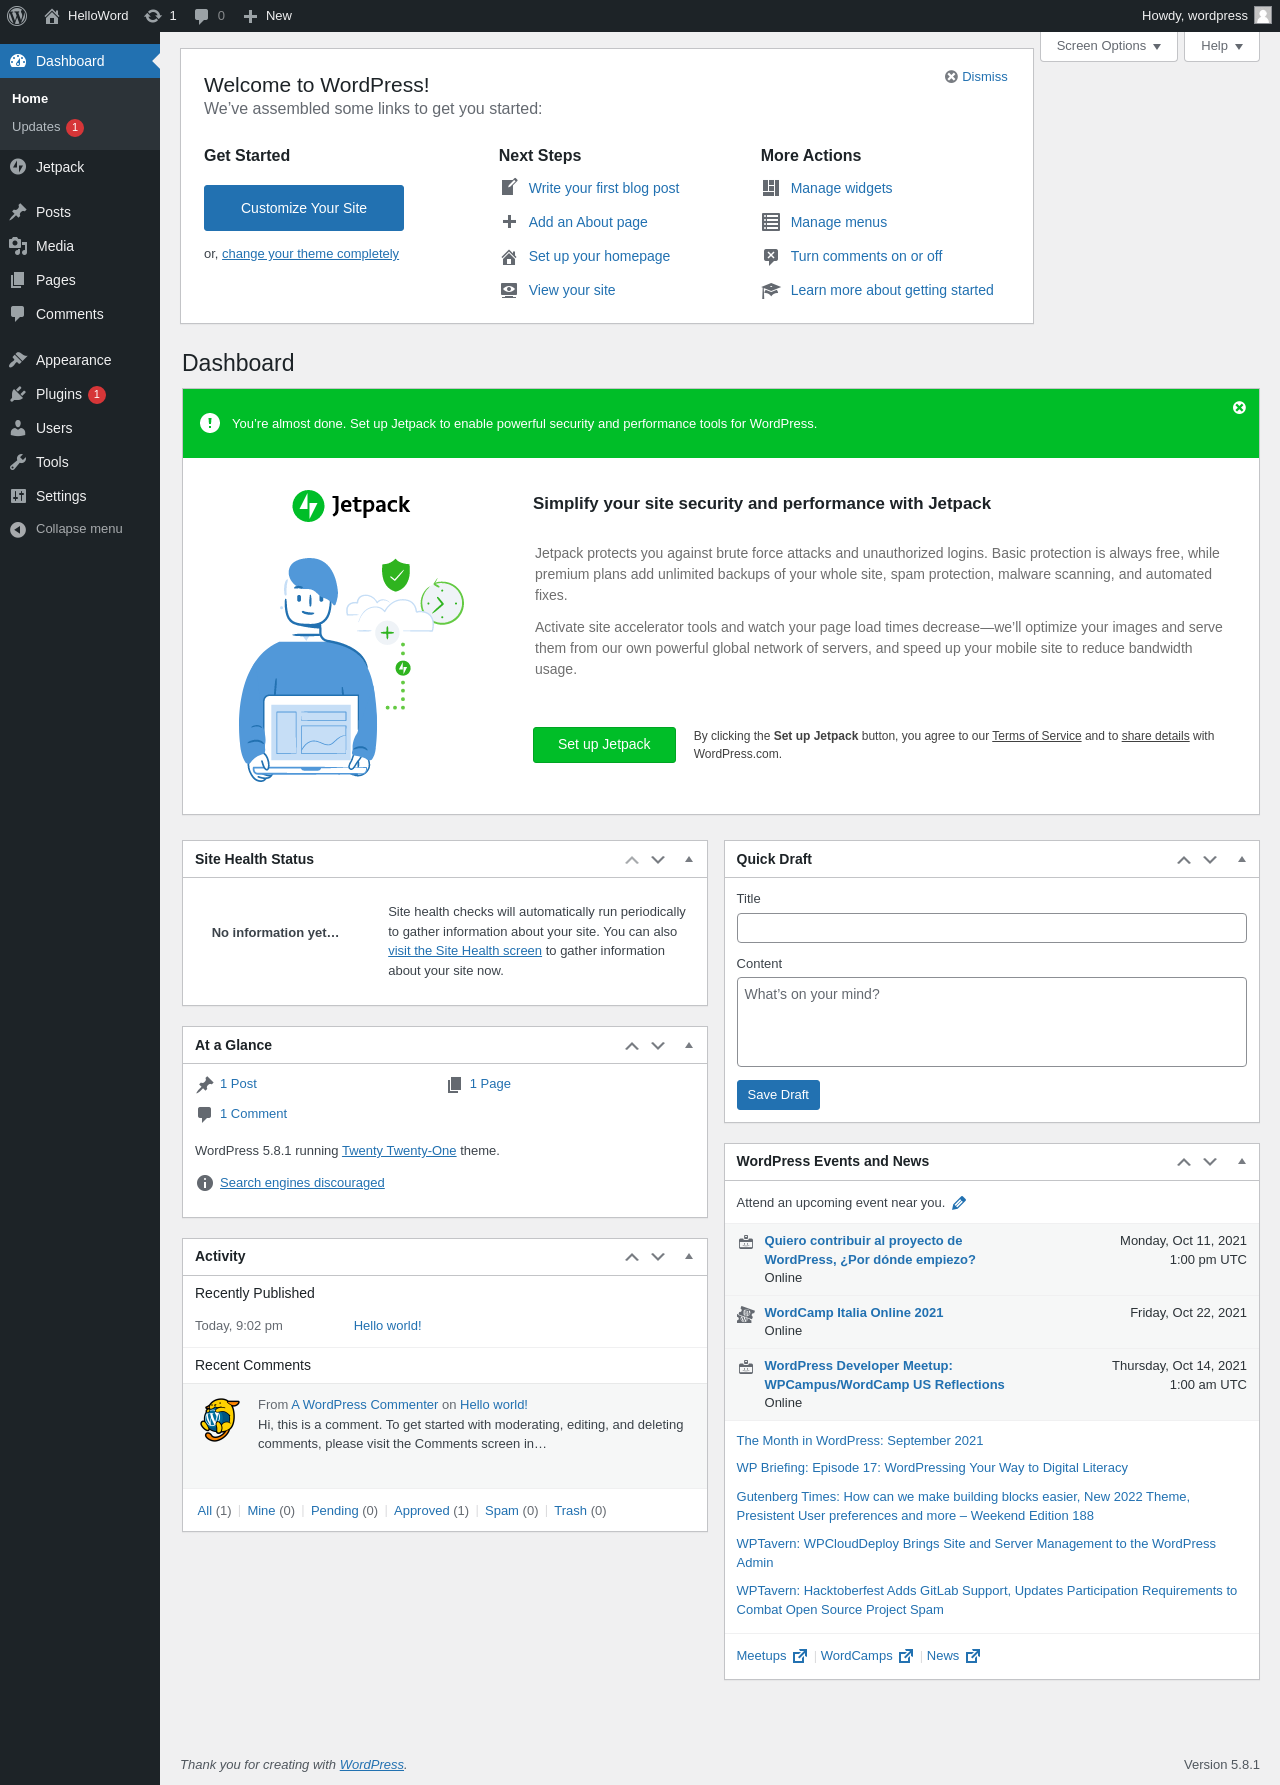 HelloWord 1 0 New Howdy, wordpress
Dashboard
Home
Updates 1
Jetpack
Posts
Media
Pages
Comments
Appearance
Plugins 1
Users
Tools
Settings
Collapse menu
Screen Options Help
Welcome to WordPress!
Dismiss
We’ve assembled some links to get you started:
Get Started
Customize Your Site
or, change your theme completely
Next Steps
Write your first blog post
Add an About page
Set up your homepage
View your site
More Actions
Manage widgets
Manage menus
Turn comments on or off
Learn more about getting started
Dashboard
You’re almost done. Set up Jetpack to enable powerful security and performance tools for WordPress.
Jetpack
Simplify your site security and performance with Jetpack
Jetpack protects you against brute force attacks and unauthorized logins. Basic protection is always free, while
premium plans add unlimited backups of your whole site, spam protection, malware scanning, and automated
fixes.
Activate site accelerator tools and watch your page load times decrease—we’ll optimize your images and serve
them from our own powerful global network of servers, and speed up your mobile site to reduce bandwidth
usage.
Set up Jetpack
By clicking the Set up Jetpack button, you agree to our Terms of Service and to share details with
WordPress.com.
Site Health Status
No information yet…
Site health checks will automatically run periodically
to gather information about your site. You can also
visit the Site Health screen to gather information
about your site now.
At a Glance
1 Post
1 Page
1 Comment
WordPress 5.8.1 running Twenty Twenty-One theme.
Search engines discouraged
Activity
Recently Published
Today, 9:02 pm Hello world!
Recent Comments
From A WordPress Commenter on Hello world!
Hi, this is a comment. To get started with moderating, editing, and deleting
comments, please visit the Comments screen in…
All (1) | Mine (0) | Pending (0) | Approved (1) | Spam (0) | Trash (0)
Quick Draft
Title
Content
What’s on your mind?
Save Draft
WordPress Events and News
Attend an upcoming event near you.
Quiero contribuir al proyecto de
WordPress, ¿Por dónde empiezo?
Online
Monday, Oct 11, 2021
1:00 pm UTC
WordCamp Italia Online 2021
Online
Friday, Oct 22, 2021
WordPress Developer Meetup:
WPCampus/WordCamp US Reflections
Online
Thursday, Oct 14, 2021
1:00 am UTC
The Month in WordPress: September 2021
WP Briefing: Episode 17: WordPressing Your Way to Digital Literacy
Gutenberg Times: How can we make building blocks easier, New 2022 Theme,
Presistent User preferences and more – Weekend Edition 188
WPTavern: WPCloudDeploy Brings Site and Server Management to the WordPress
Admin
WPTavern: Hacktoberfest Adds GitLab Support, Updates Participation Requirements to
Combat Open Source Project Spam
Meetups | WordCamps | News
Thank you for creating with WordPress.
Version 5.8.1